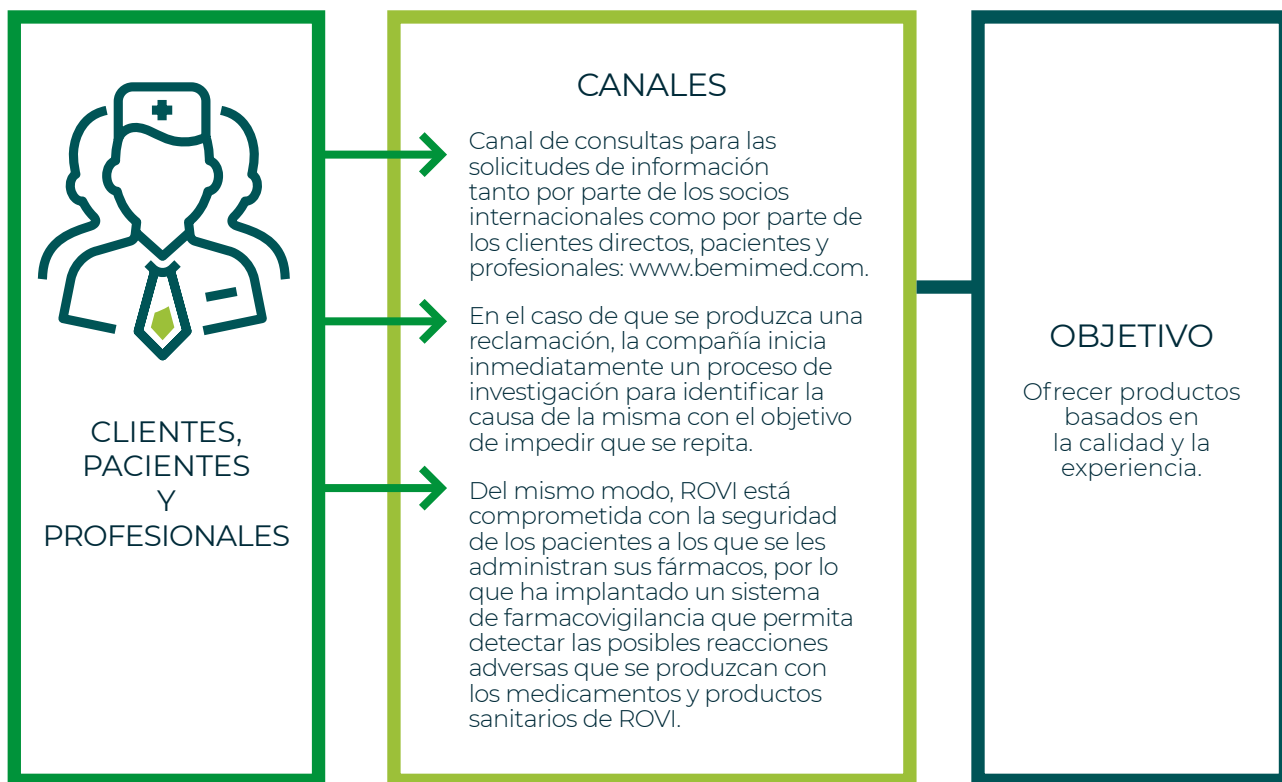 CLIENTES,
PACIENTES
Y
PROFESIONALES
CANALES
Canal de consultas para las
solicitudes de información
tanto por parte de los socios
internacionales como por parte de
los clientes directos, pacientes y
profesionales: www.bemimed.com.
En el caso de que se produzca una
reclamación, la compañía inicia
inmediatamente un proceso de
investigación para identificar la
causa de la misma con el objetivo
de impedir que se repita.
Del mismo modo, ROVI está
comprometida con la seguridad
de los pacientes a los que se les
administran sus fármacos, por lo
que ha implantado un sistema
de farmacovigilancia que permita
detectar las posibles reacciones
adversas que se produzcan con
los medicamentos y productos
sanitarios de ROVI.
OBJETIVO
Ofrecer productos
basados en
la calidad y la
experiencia.